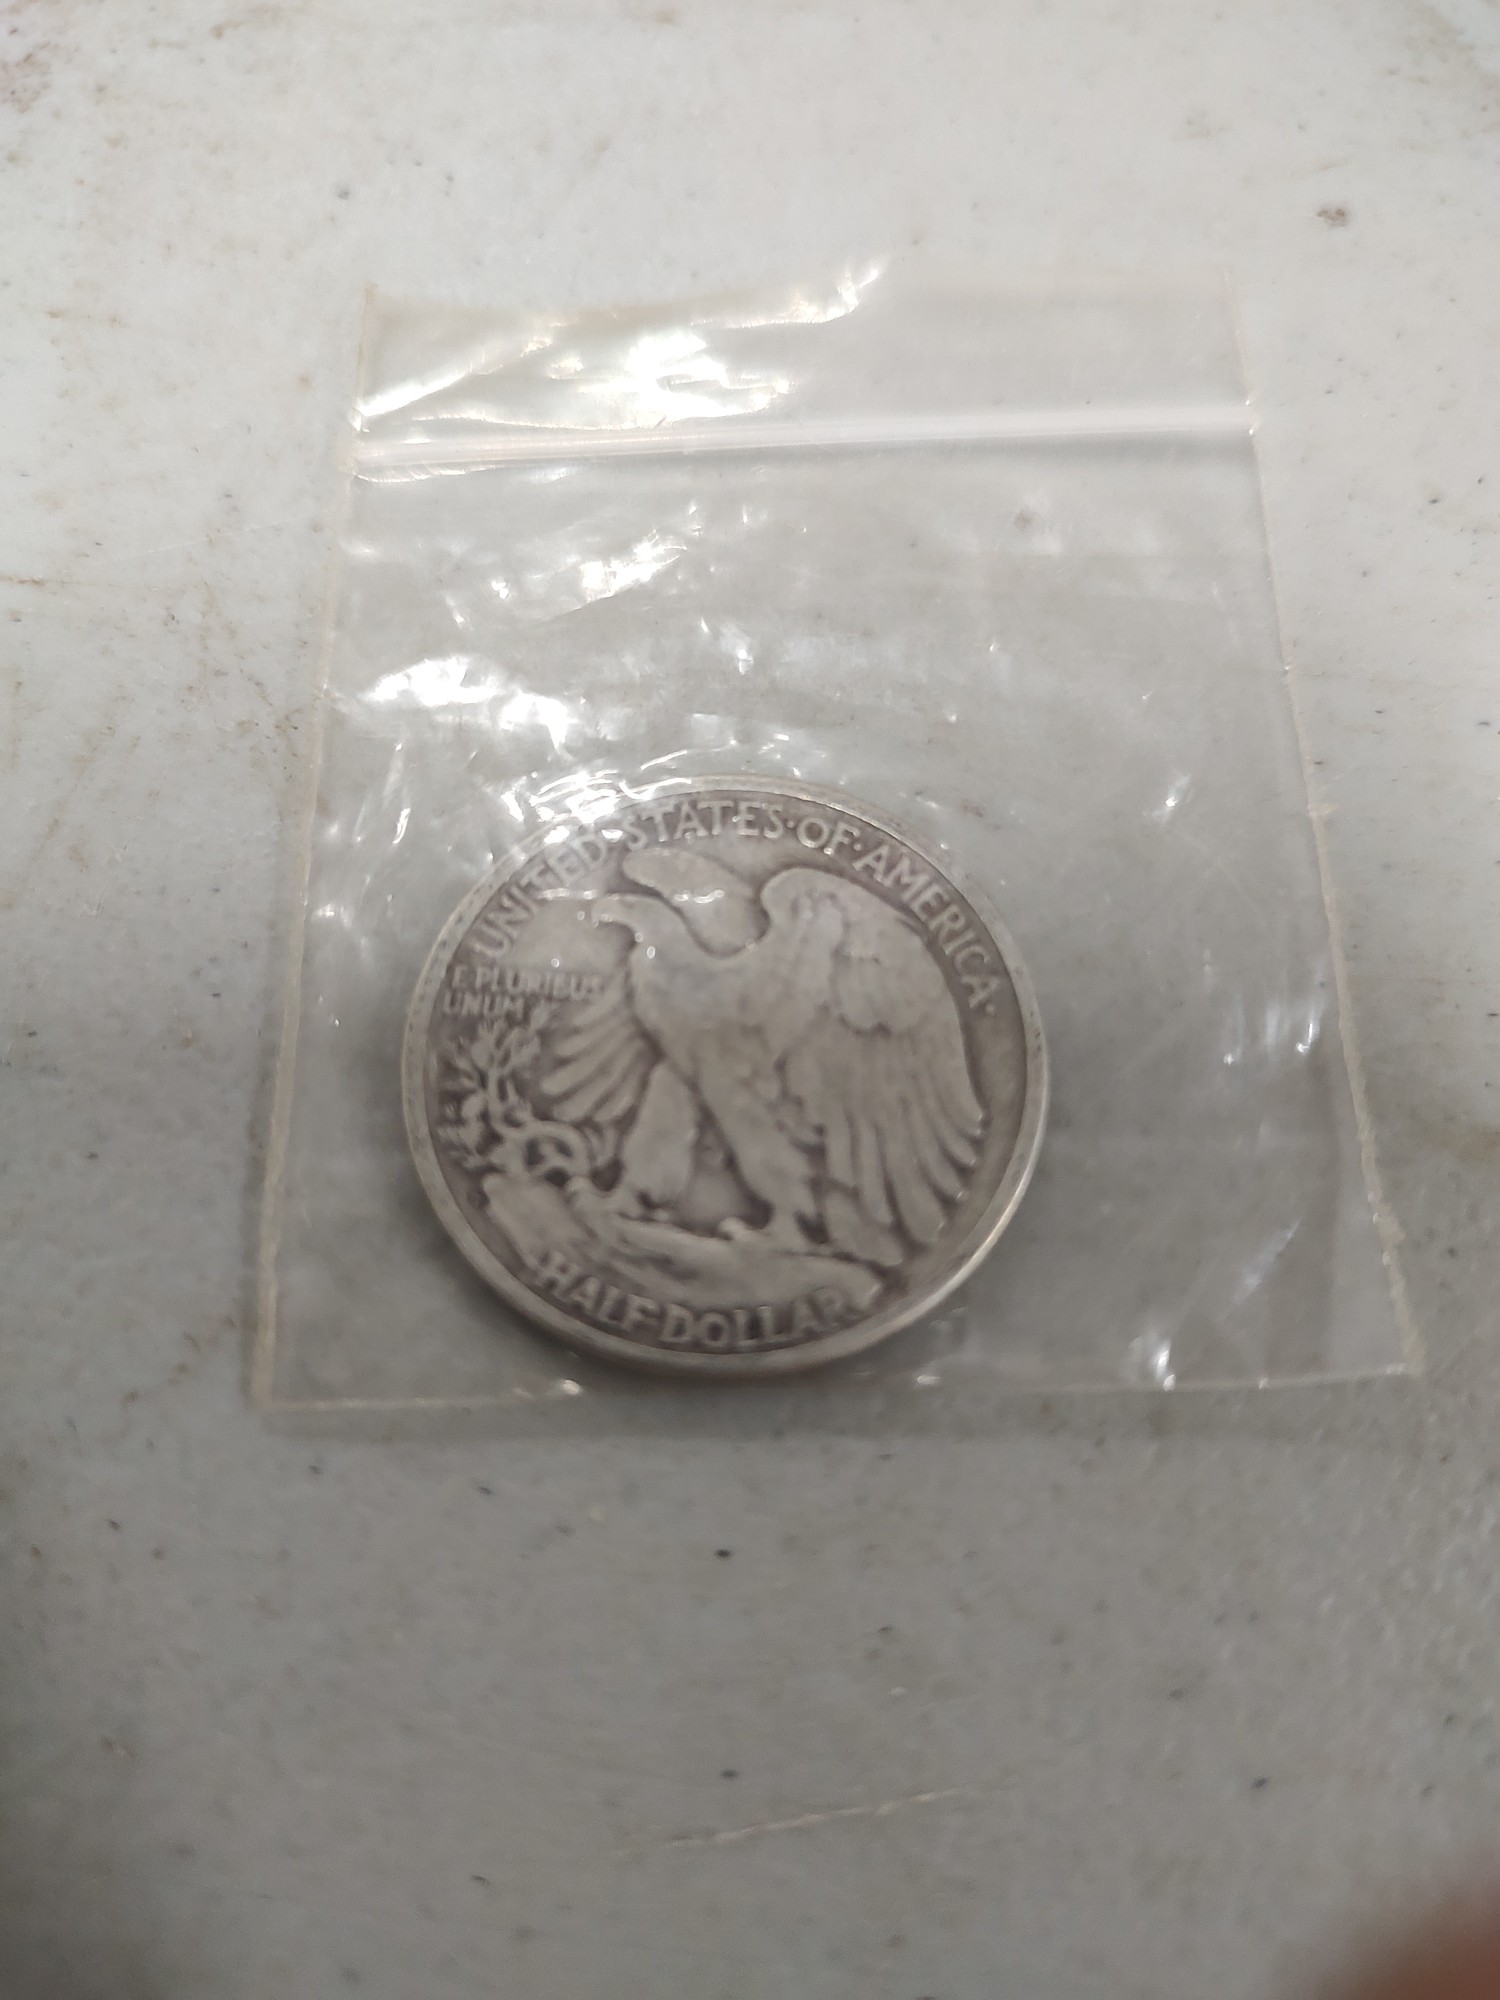 UNITED·STATES·OF·AMERICA·
E·PLURIBUS
UNUM
·HALF·DOLLAR·